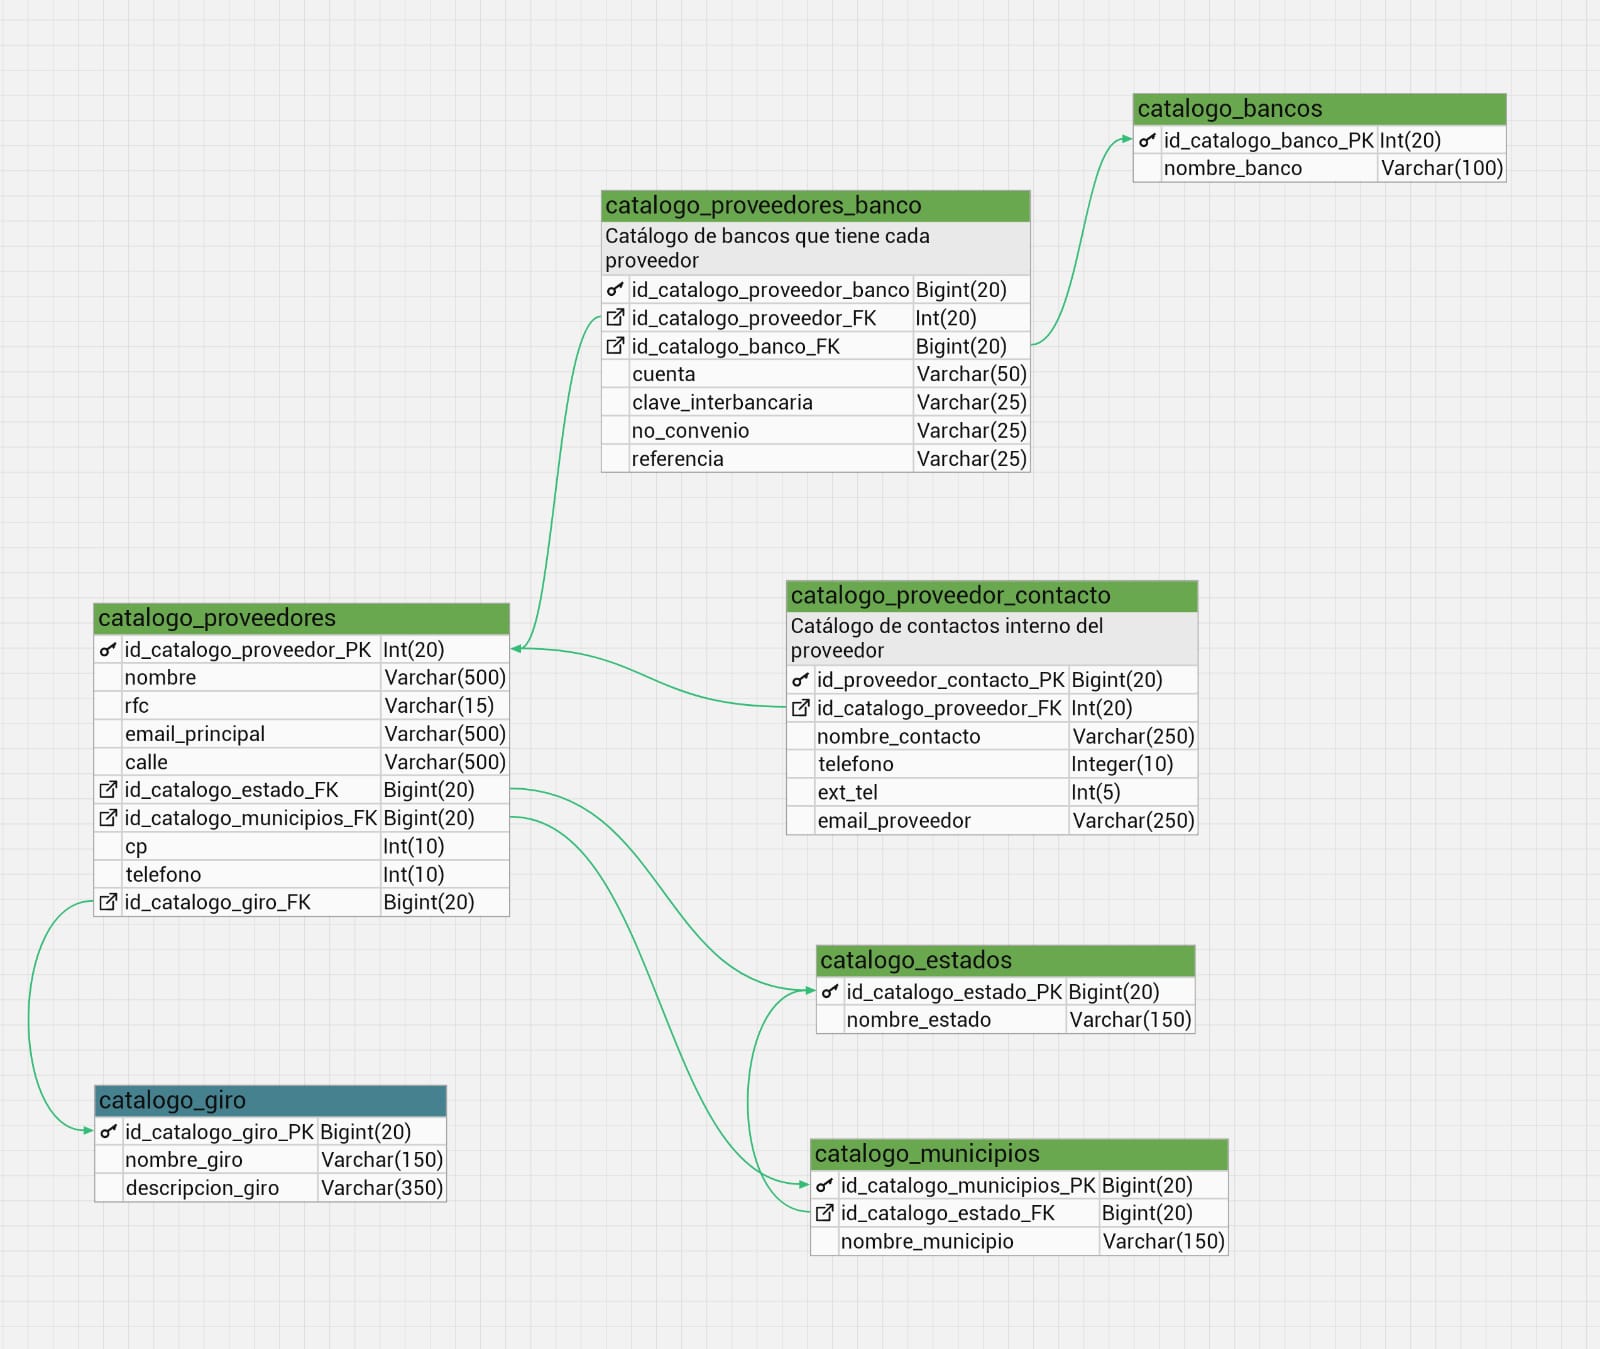 catalogo_bancos
id_catalogo_banco_PK Int(20)
nombre_banco Varchar(100)
catalogo_proveedores_banco
Catálogo de bancos que tiene cada
proveedor
id_catalogo_proveedor_banco Bigint(20)
id_catalogo_proveedor_FK Int(20)
id_catalogo_banco_FK Bigint(20)
cuenta Varchar(50)
clave_interbancaria Varchar(25)
no_convenio Varchar(25)
referencia Varchar(25)
catalogo_proveedores
id_catalogo_proveedor_PK Int(20)
nombre Varchar(500)
rfc Varchar(15)
email_principal Varchar(500)
calle Varchar(500)
id_catalogo_estado_FK Bigint(20)
id_catalogo_municipios_FK Bigint(20)
cp Int(10)
telefono Int(10)
id_catalogo_giro_FK Bigint(20)
catalogo_proveedor_contacto
Catálogo de contactos interno del
proveedor
id_proveedor_contacto_PK Bigint(20)
id_catalogo_proveedor_FK Int(20)
nombre_contacto Varchar(250)
telefono Integer(10)
ext_tel Int(5)
email_proveedor Varchar(250)
catalogo_estados
id_catalogo_estado_PK Bigint(20)
nombre_estado Varchar(150)
catalogo_giro
id_catalogo_giro_PK Bigint(20)
nombre_giro Varchar(150)
descripcion_giro Varchar(350)
catalogo_municipios
id_catalogo_municipios_PK Bigint(20)
id_catalogo_estado_FK Bigint(20)
nombre_municipio Varchar(150)